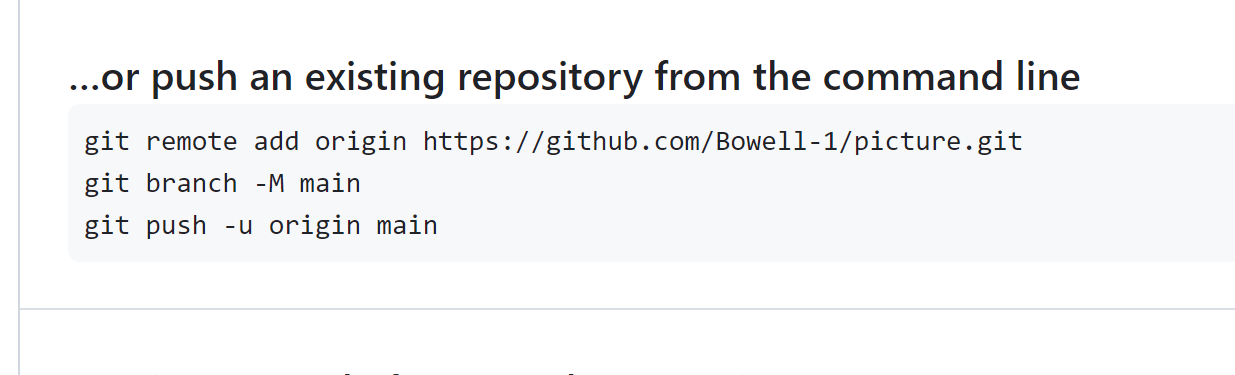 ...or push an existing repository from the command line
git remote add origin https://github.com/Bowell-1/picture.git
git branch -M main
git push -u origin main